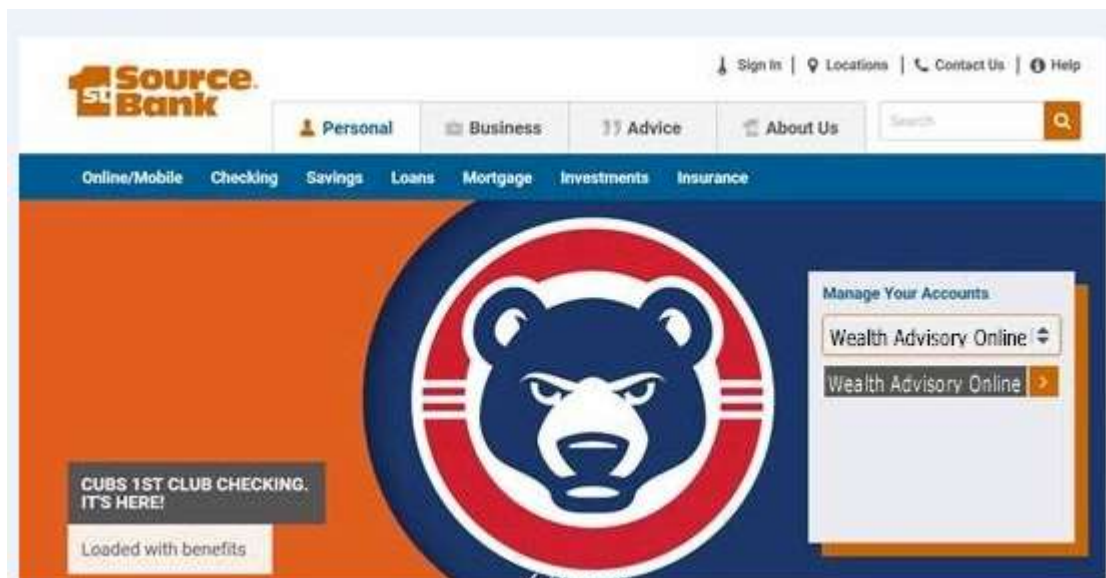 1st Source
Bank
Sign In | Locations | Contact Us | Help
Personal
Business
Advice
About Us
Search
Online/Mobile Checking Savings Loans Mortgage Investments Insurance
Manage Your Accounts
Wealth Advisory Online
Wealth Advisory Online
CUBS 1ST CLUB CHECKING.
IT'S HERE!
Loaded with benefits